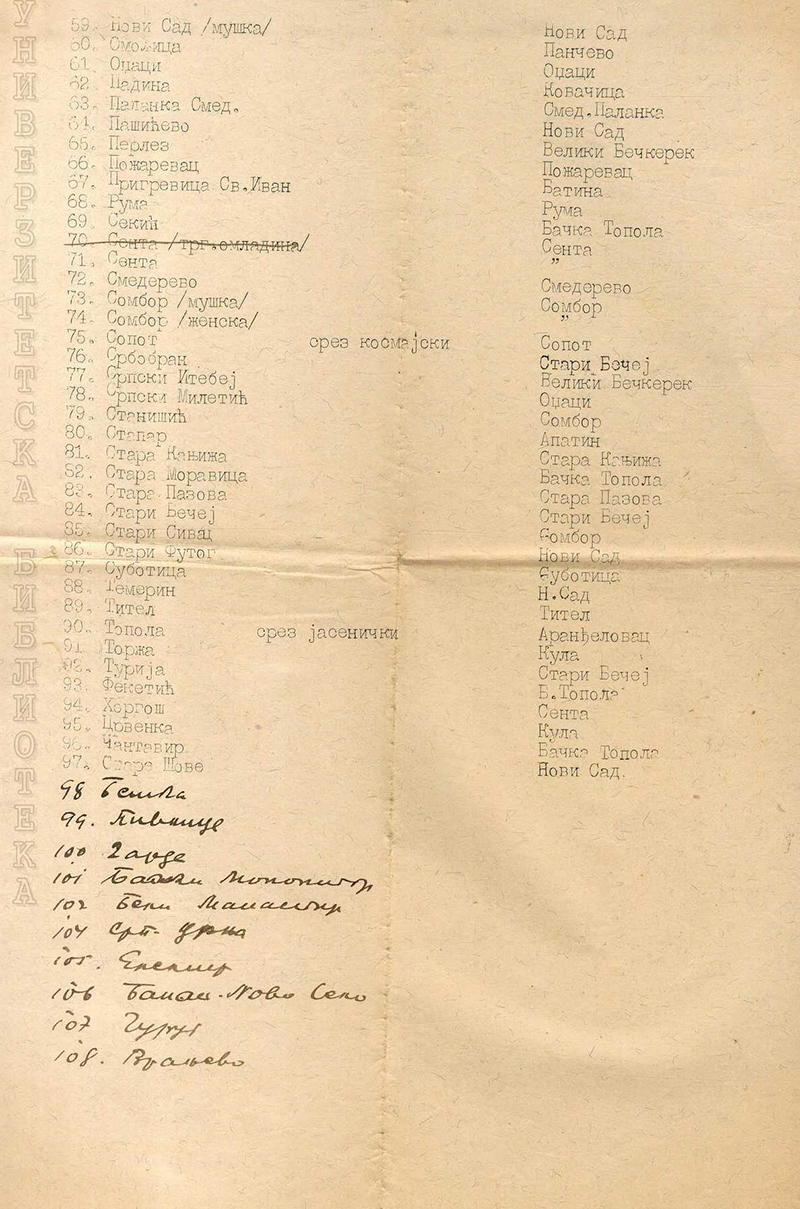 УНИВЕРЗИТЕТСКА БИБЛИОТЕКА
59. Нови Сад /мушка/ Нови Сад
60. Смољица Панчево
61. Оџаци Оџаци
62. Падина Ковачица
63. Паланка Смед. Смед.Паланка
64. Пашићево Нови Сад
65. Перлез Велики Бечкерек
66. Пожаревац Пожаревац
67. Пригревица Св.Иван Батина
68. Рума Рума
69. Секић Бачка Топола
70. Сента /трг.омладина/ Сента
71. Сента "
72. Смедерево Смедерево
73. Сомбор /мушка/ Сомбор
74. Сомбор /женска/ "
75. Сопот срез космајски Сопот
76. Србобран Стари Бечеј
77. Српски Итебеј Велики Бечкерек
78. Српски Милетић Оџаци
79. Станишић Сомбор
80. Стапар Апатин
81. Стара Кањижа Стара Кањижа
82. Стара Моравица Бачка Топола
83. Стара Пазова Стара Пазова
84. Стари Бечеј Стари Бечеј
85. Стари Сивац Сомбор
86. Стари Футог Нови Сад
87. Суботица Суботица
88. Темерин Н.Сад
89. Тител Тител
90. Топола срез јасенички Аранђеловац
91. Торжа Кула
92. Турија Стари Бечеј
93. Фекетић Б.Топола
94. Хоргош Сента
95. Црвенка Кула
96. Чантавир Бачка Топола
97. Стара Шове Нови Сад.
98
99. Пивнице
100
101
102
104 Срп. Црња
105.
106 Башаид - Ново Село
107 Чуруг
108. Врањево